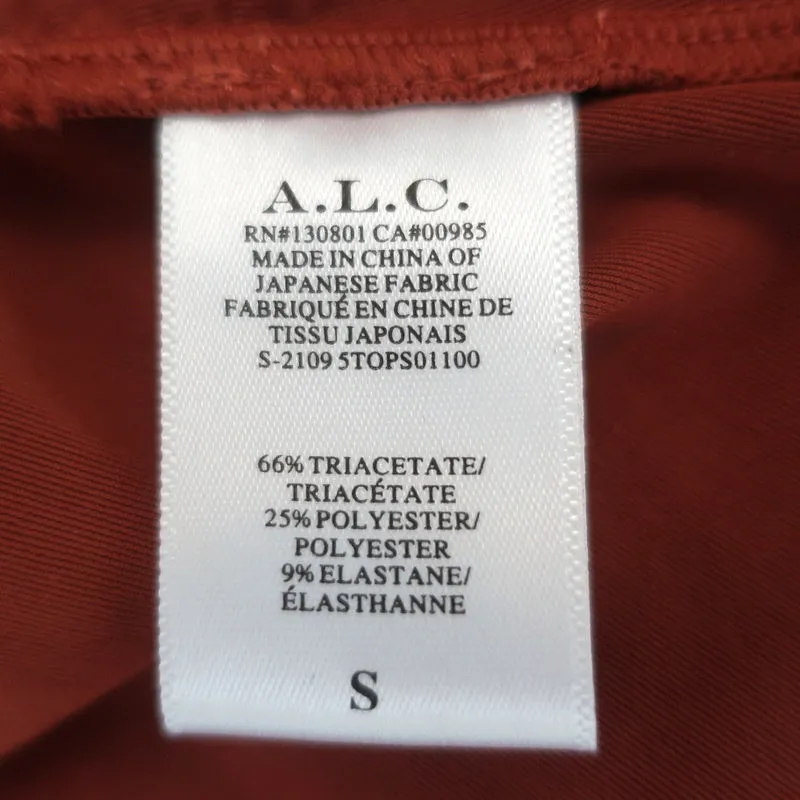 A.L.C.
RN#130801 CA#00985
MADE IN CHINA OF
JAPANESE FABRIC
FABRIQUÉ EN CHINE DE
TISSU JAPONAIS
S-2109 5TOPS01100
66% TRIACETATE/
TRIACÉTATE
25% POLYESTER/
POLYESTER
9% ELASTANE/
ÉLASTHANNE
S